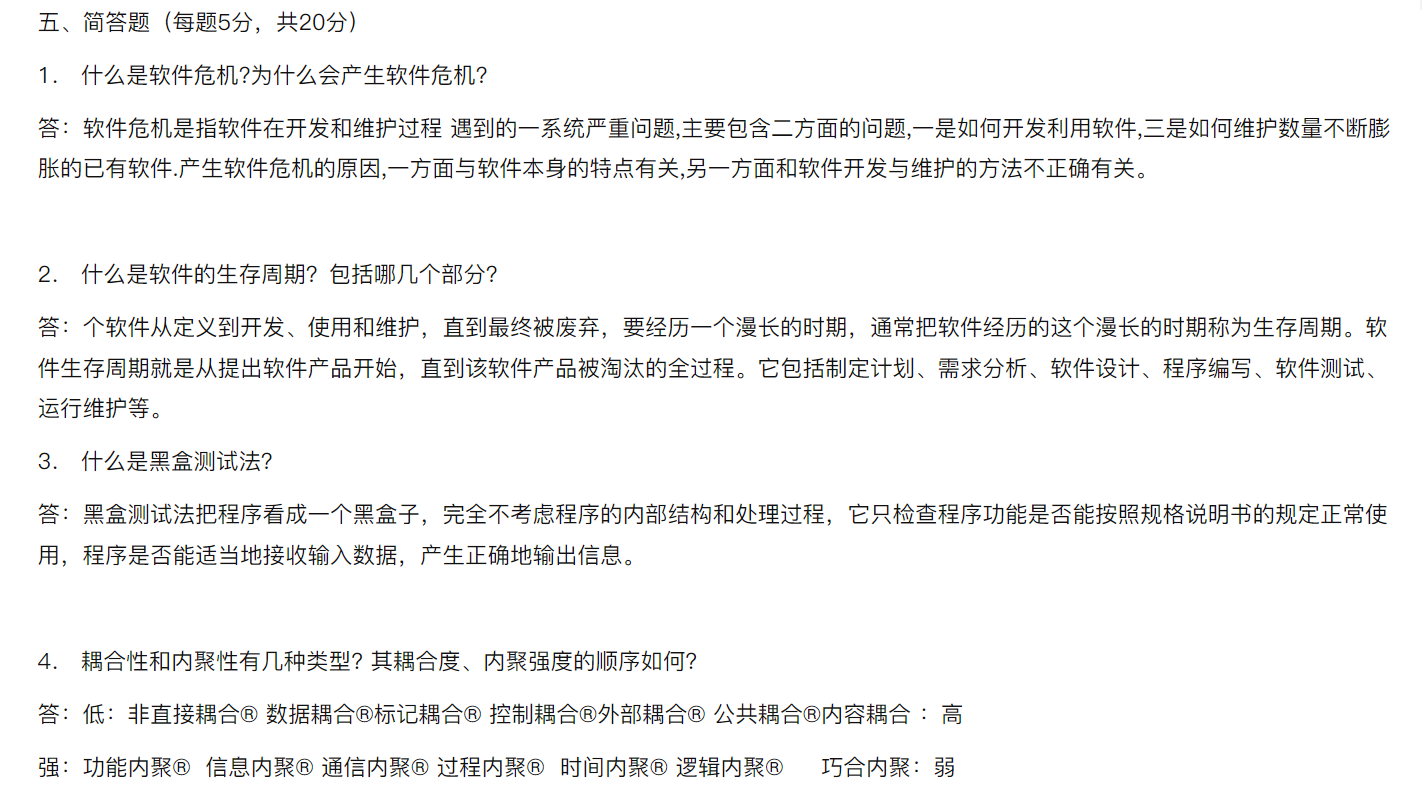 五、简答题（每题5分，共20分）
1. 什么是软件危机?为什么会产生软件危机?
答：软件危机是指软件在开发和维护过程 遇到的一系统严重问题,主要包含二方面的问题,一是如何开发利用软件,三是如何维护数量不断膨
胀的已有软件.产生软件危机的原因,一方面与软件本身的特点有关,另一方面和软件开发与维护的方法不正确有关。
2. 什么是软件的生存周期？包括哪几个部分？
答：个软件从定义到开发、使用和维护，直到最终被废弃，要经历一个漫长的时期，通常把软件经历的这个漫长的时期称为生存周期。软
件生存周期就是从提出软件产品开始，直到该软件产品被淘汰的全过程。它包括制定计划、需求分析、软件设计、程序编写、软件测试、
运行维护等。
3. 什么是黑盒测试法？
答：黑盒测试法把程序看成一个黑盒子，完全不考虑程序的内部结构和处理过程，它只检查程序功能是否能按照规格说明书的规定正常使
用，程序是否能适当地接收输入数据，产生正确地输出信息。
4. 耦合性和内聚性有几种类型？其耦合度、内聚强度的顺序如何？
答：低：非直接耦合® 数据耦合®标记耦合® 控制耦合®外部耦合® 公共耦合®内容耦合 ：高
强：功能内聚® 信息内聚® 通信内聚® 过程内聚® 时间内聚® 逻辑内聚® 巧合内聚：弱